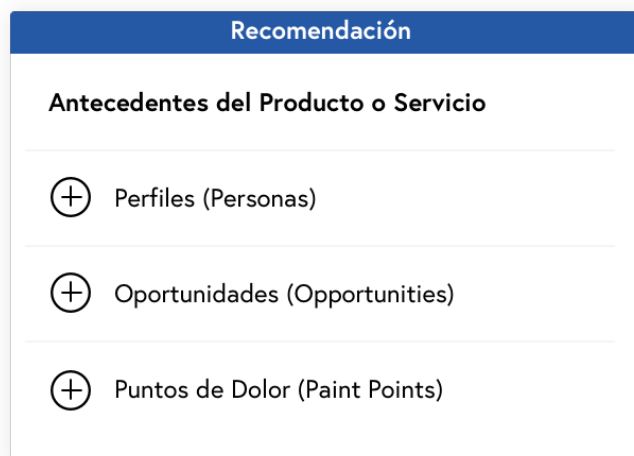 Recomendación
Antecedentes del Producto o Servicio
Perfiles (Personas)
Oportunidades (Opportunities)
Puntos de Dolor (Paint Points)